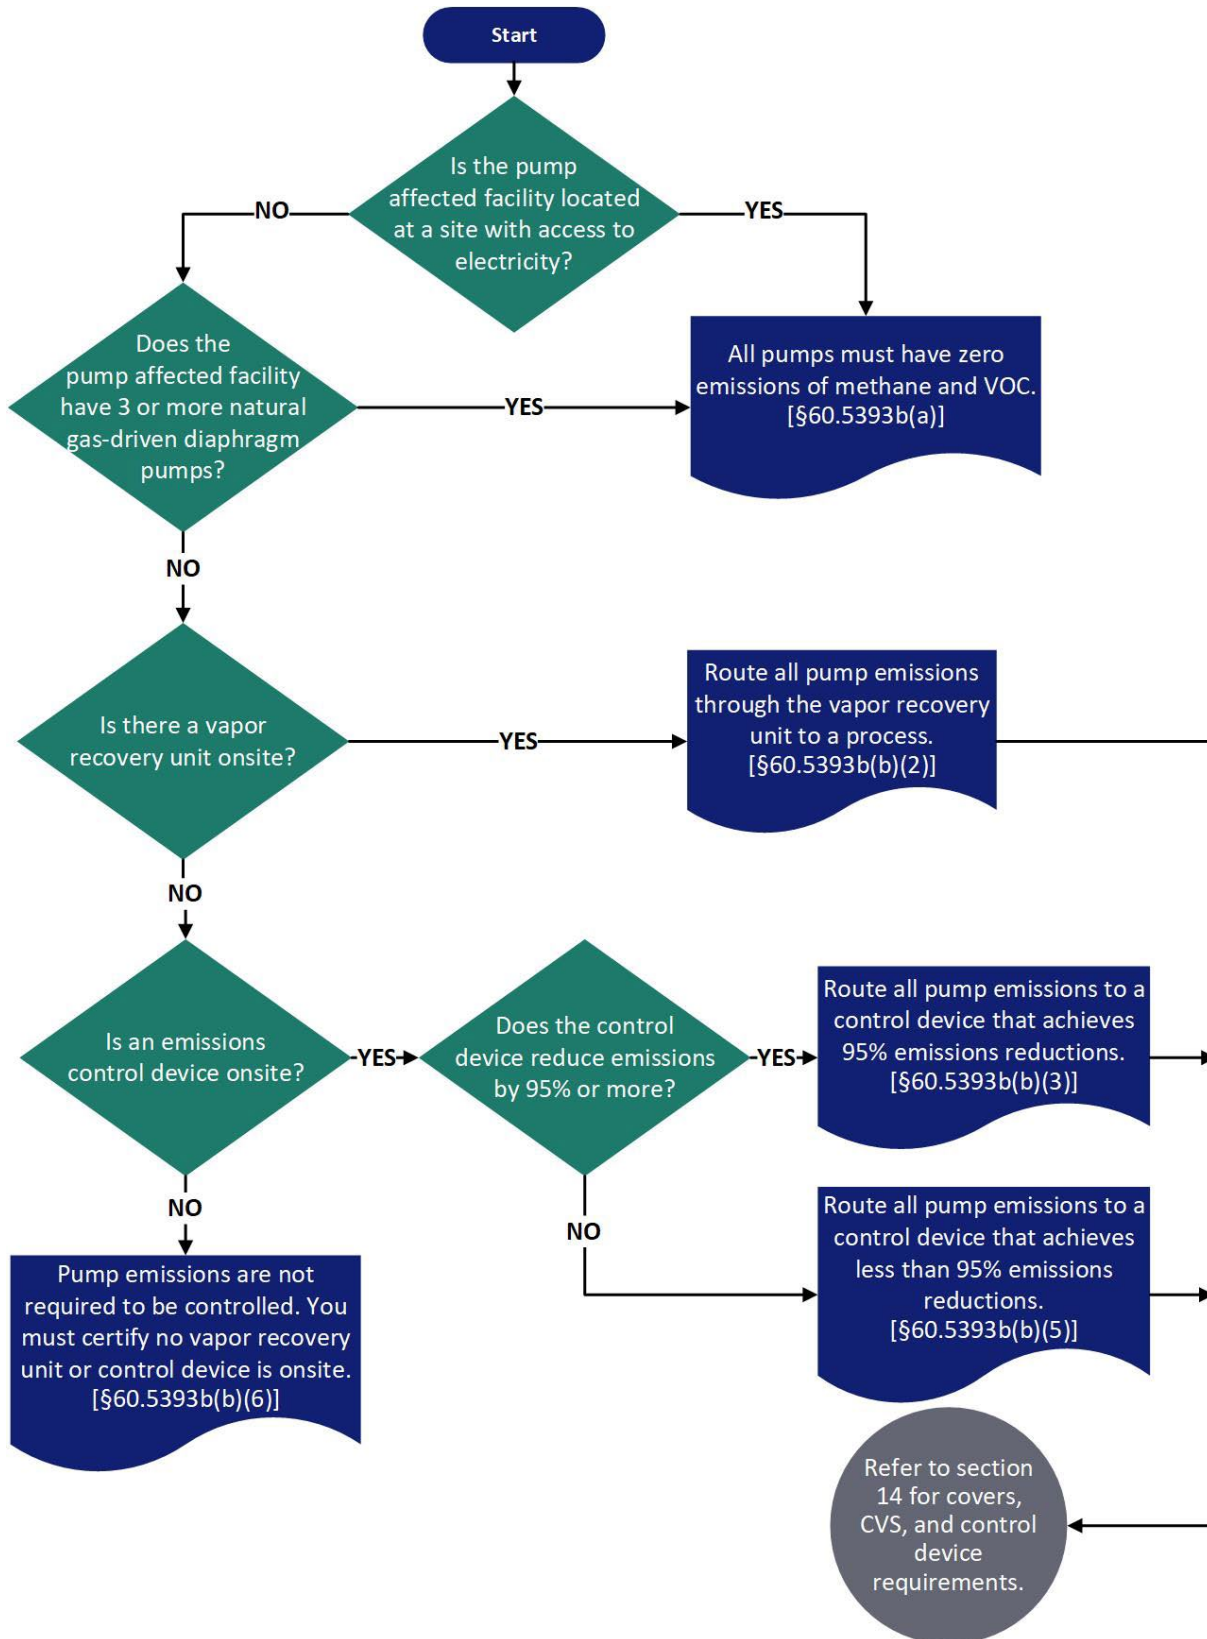 Start
Is the pump
affected facility located
at a site with access to
electricity?
NO
YES
Does the
pump affected facility
have 3 or more natural
gas-driven diaphragm
pumps?
YES
All pumps must have zero
emissions of methane and VOC.
[§60.5393b(a)]
NO
Is there a vapor
recovery unit onsite?
YES
Route all pump emissions
through the vapor recovery
unit to a process.
[§60.5393b(b)(2)]
NO
Is an emissions
control device onsite?
YES
Does the control
device reduce emissions
by 95% or more?
YES
Route all pump emissions to a
control device that achieves
95% emissions reductions.
[§60.5393b(b)(3)]
NO
NO
Route all pump emissions to a
control device that achieves
less than 95% emissions
reductions.
[§60.5393b(b)(5)]
Pump emissions are not
required to be controlled. You
must certify no vapor recovery
unit or control device is onsite.
[§60.5393b(b)(6)]
Refer to section
14 for covers,
CVS, and control
device
requirements.